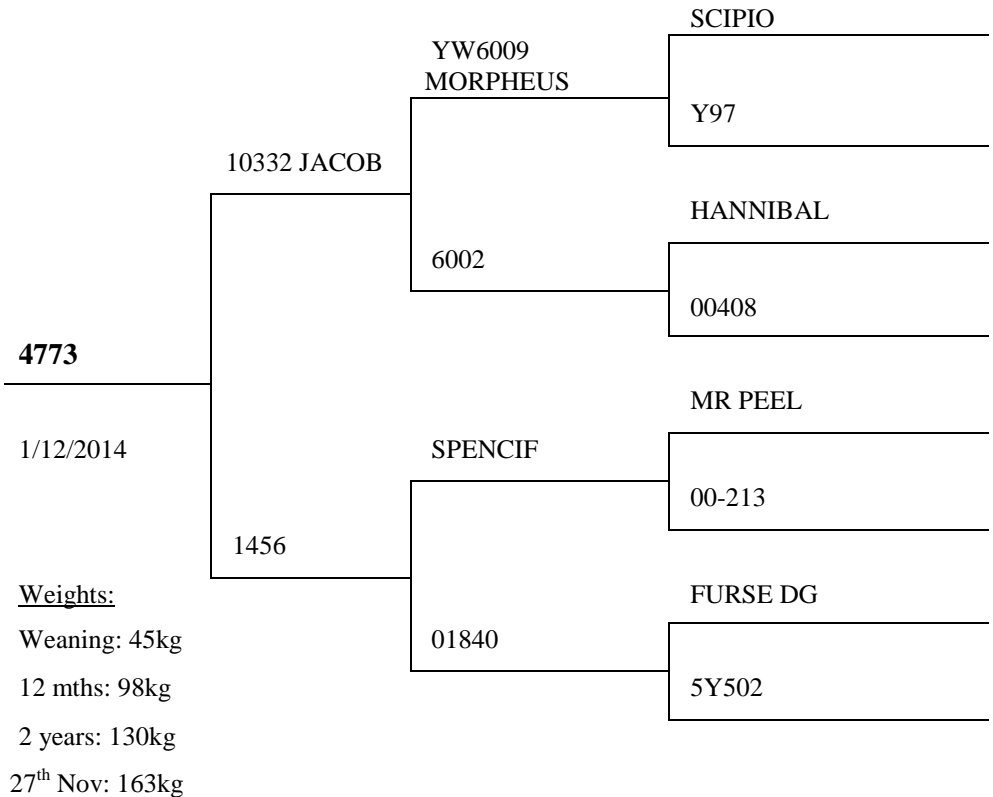 SCIPIO
YW6009
MORPHEUS
Y97
10332 JACOB
HANNIBAL
6002
00408
4773
MR PEEL
1/12/2014
SPENCIF
00-213
1456
Weights:
FURSE DG
Weaning: 45kg
01840
12 mths: 98kg
5Y502
2 years: 130kg
27th Nov: 163kg